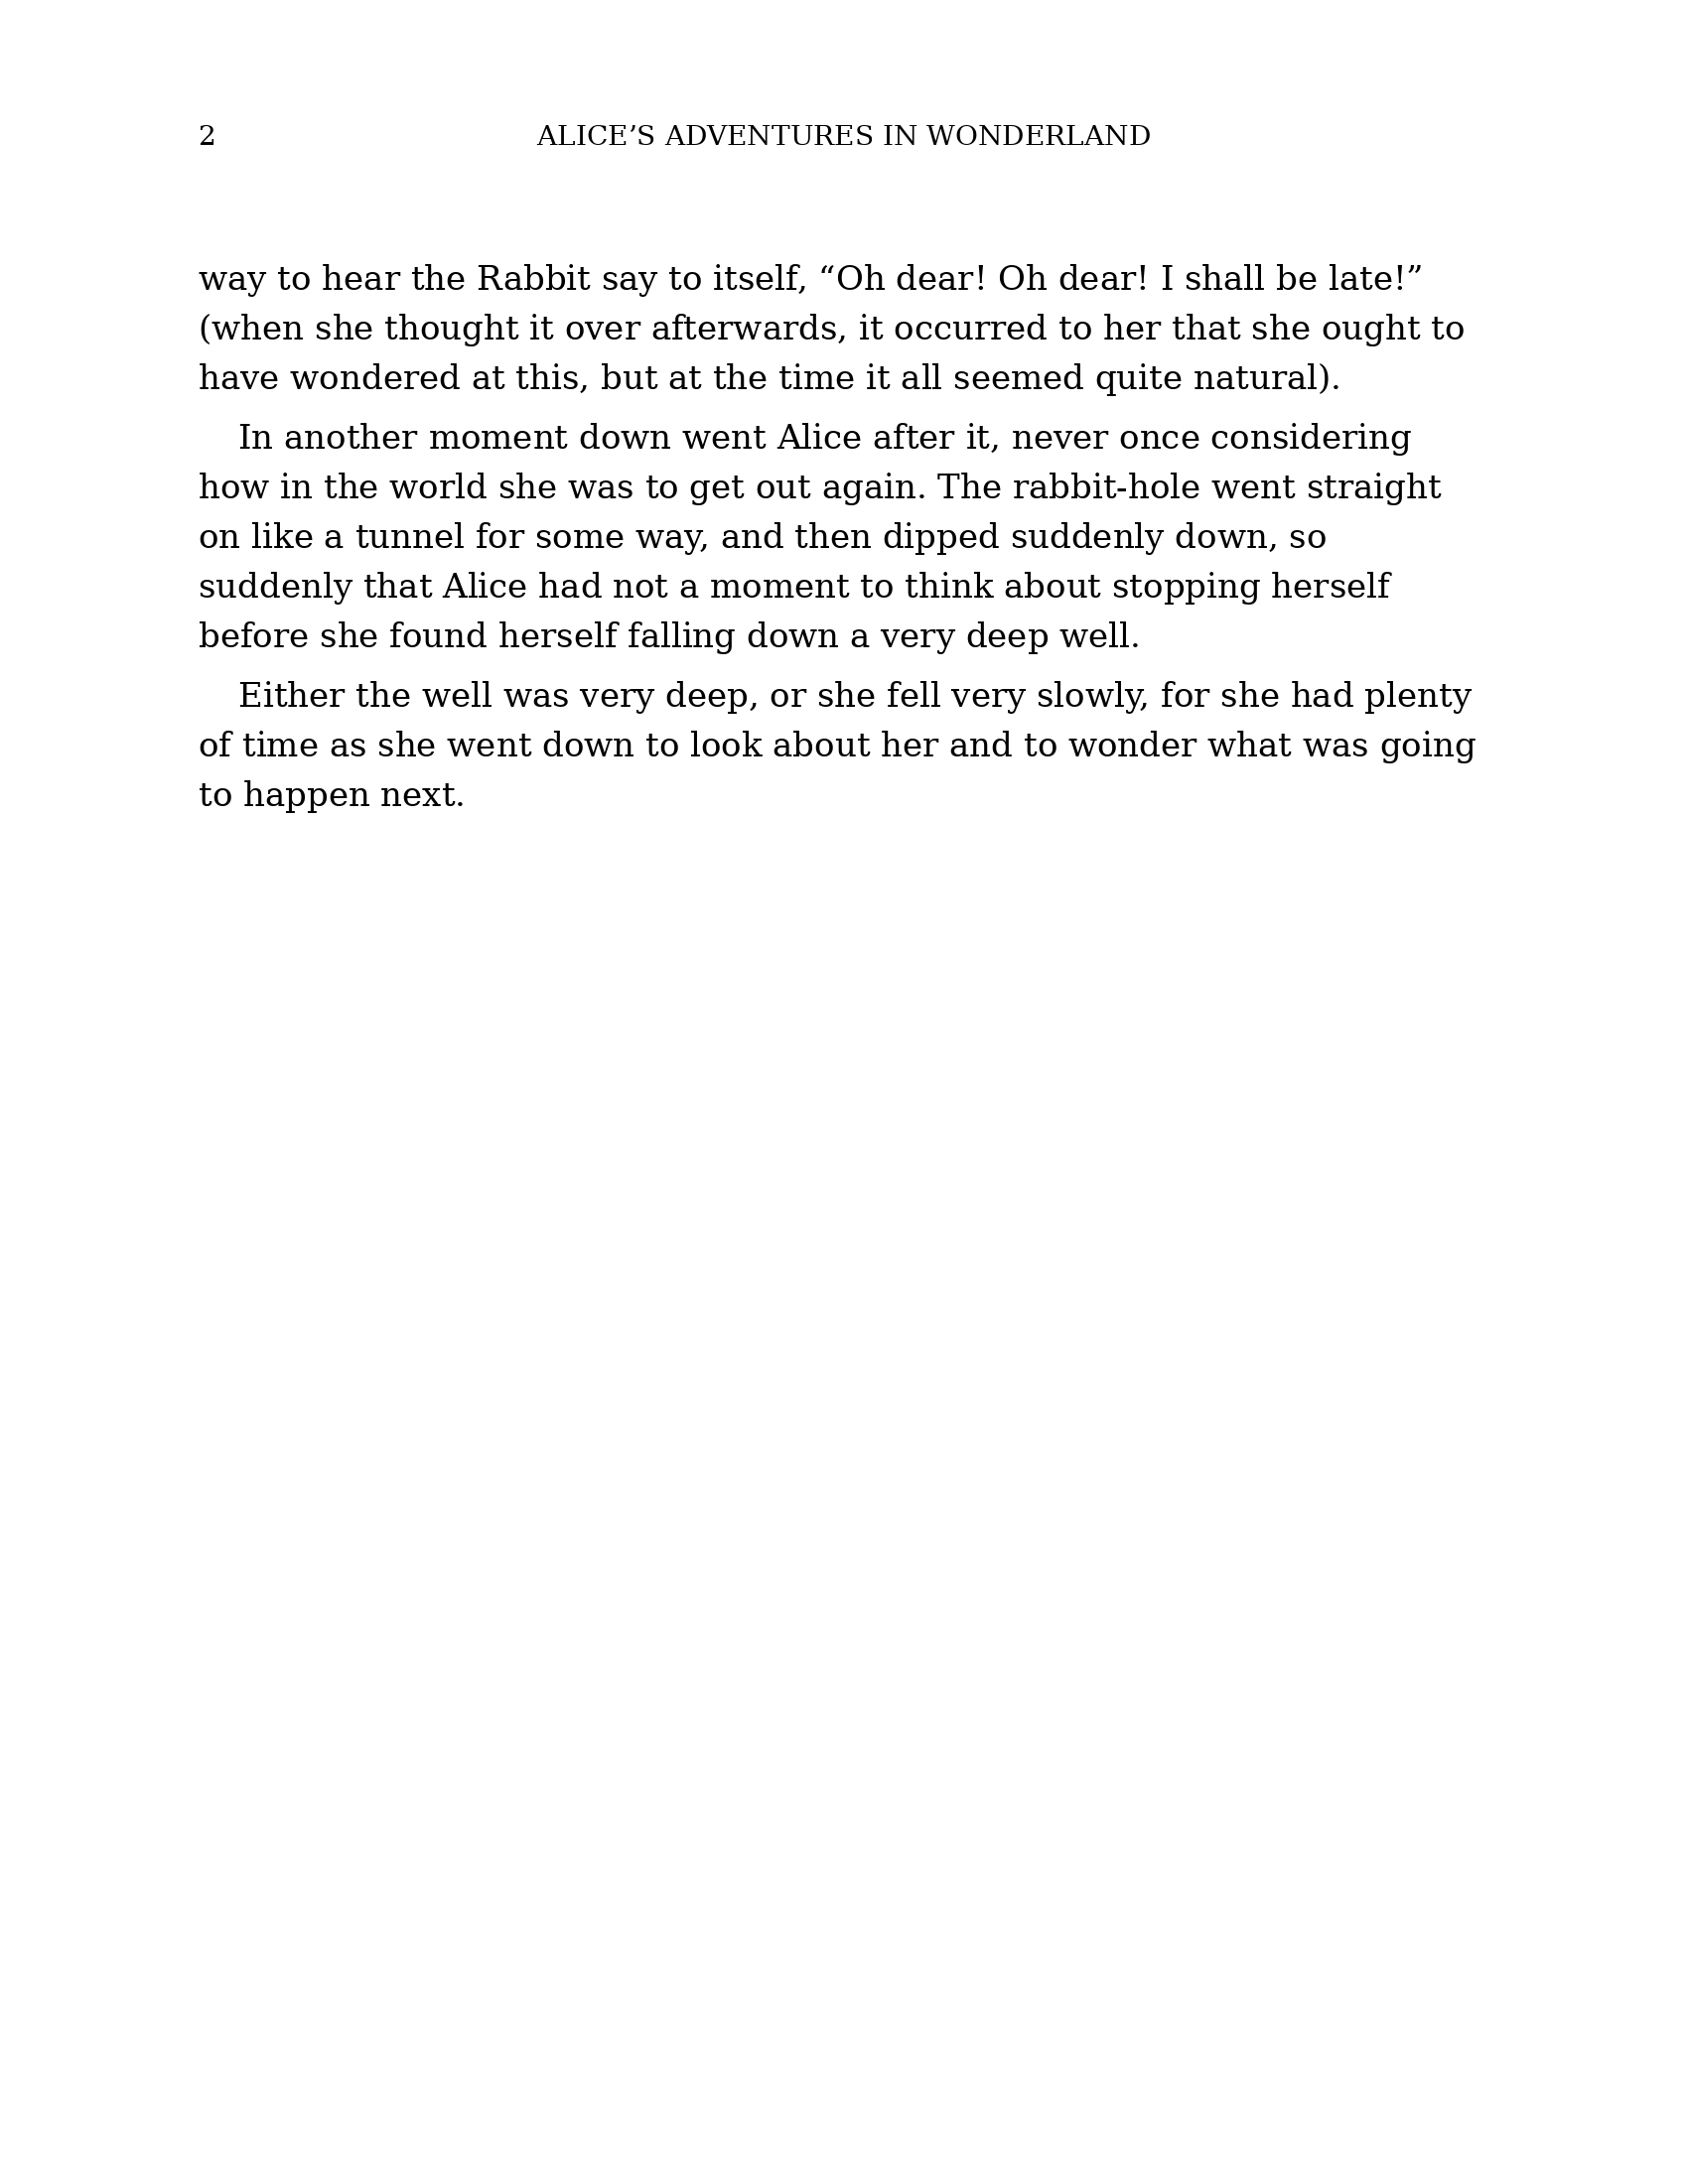 2 ALICE’S ADVENTURES IN WONDERLAND
way to hear the Rabbit say to itself, “Oh dear! Oh dear! I shall be late!”
(when she thought it over afterwards, it occurred to her that she ought to
have wondered at this, but at the time it all seemed quite natural).
In another moment down went Alice after it, never once considering
how in the world she was to get out again. The rabbit-hole went straight
on like a tunnel for some way, and then dipped suddenly down, so
suddenly that Alice had not a moment to think about stopping herself
before she found herself falling down a very deep well.
Either the well was very deep, or she fell very slowly, for she had plenty
of time as she went down to look about her and to wonder what was going
to happen next.